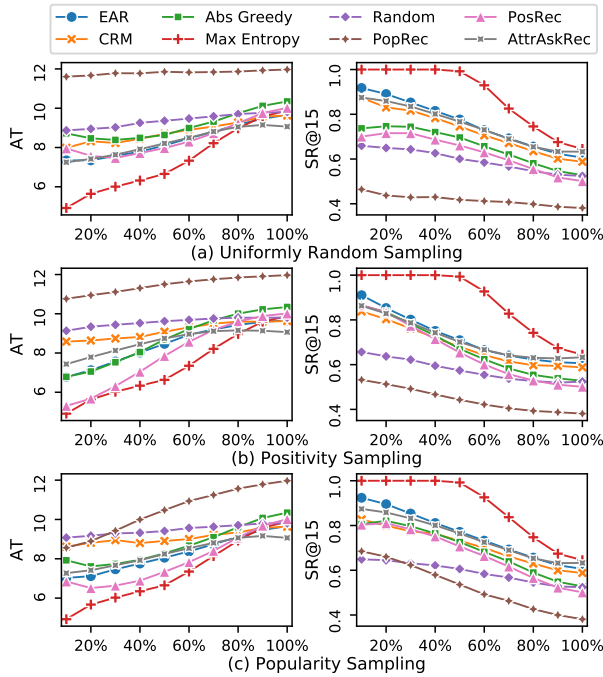 EAR Abs Greedy Random PosRec
CRM Max Entropy PopRec AttrAskRec
AT
12
10
8
6
20% 40% 60% 80% 100%
SR@15
1.0
0.8
0.6
0.4
20% 40% 60% 80% 100%
(a) Uniformly Random Sampling
AT
12
10
8
6
20% 40% 60% 80% 100%
SR@15
1.0
0.8
0.6
0.4
20% 40% 60% 80% 100%
(b) Positivity Sampling
AT
12
10
8
6
20% 40% 60% 80% 100%
SR@15
1.0
0.8
0.6
0.4
20% 40% 60% 80% 100%
(c) Popularity Sampling